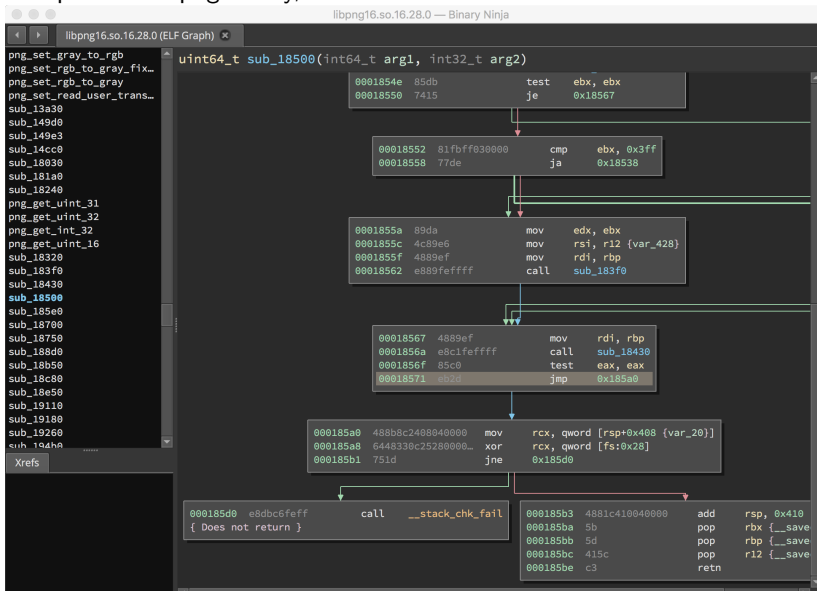 libpng16.so.16.28.0 — Binary Ninja
libpng16.so.16.28.0 (ELF Graph)
png_set_gray_to_rgb
png_set_rgb_to_gray_fix…
png_set_rgb_to_gray
png_set_read_user_trans…
sub_13a30
sub_149d0
sub_149e3
sub_14cc0
sub_18030
sub_181a0
sub_18240
png_get_uint_31
png_get_uint_32
png_get_int_32
png_get_uint_16
sub_18320
sub_183f0
sub_18430
sub_18500
sub_185e0
sub_18700
sub_18750
sub_188d0
sub_18b50
sub_18c80
sub_18e50
sub_19110
sub_19180
sub_19260
sub_194b0
Xrefs
uint64_t sub_18500(int64_t arg1, int32_t arg2)
0001854e 85db test ebx, ebx
00018550 7415 je 0x18567
00018552 81fbff030000 cmp ebx, 0x3ff
00018558 77de ja 0x18538
0001855a 89da mov edx, ebx
0001855c 4c89e6 mov rsi, r12 {var_428}
0001855f 4889ef mov rdi, rbp
00018562 e889feffff call sub_183f0
00018567 4889ef mov rdi, rbp
0001856a e8c1feffff call sub_18430
0001856f 85c0 test eax, eax
00018571 eb2d jmp 0x185a0
000185a0 488b8c2408040000 mov rcx, qword [rsp+0x408 {var_20}]
000185a8 6448330c25280000… xor rcx, qword [fs:0x28]
000185b1 751d jne 0x185d0
000185d0 e8dbc6feff call __stack_chk_fail
{ Does not return }
000185b3 4881c410040000 add rsp, 0x410
000185ba 5b pop rbx {__save
000185bb 5d pop rbp {__save
000185bc 415c pop r12 {__save
000185be c3 retn